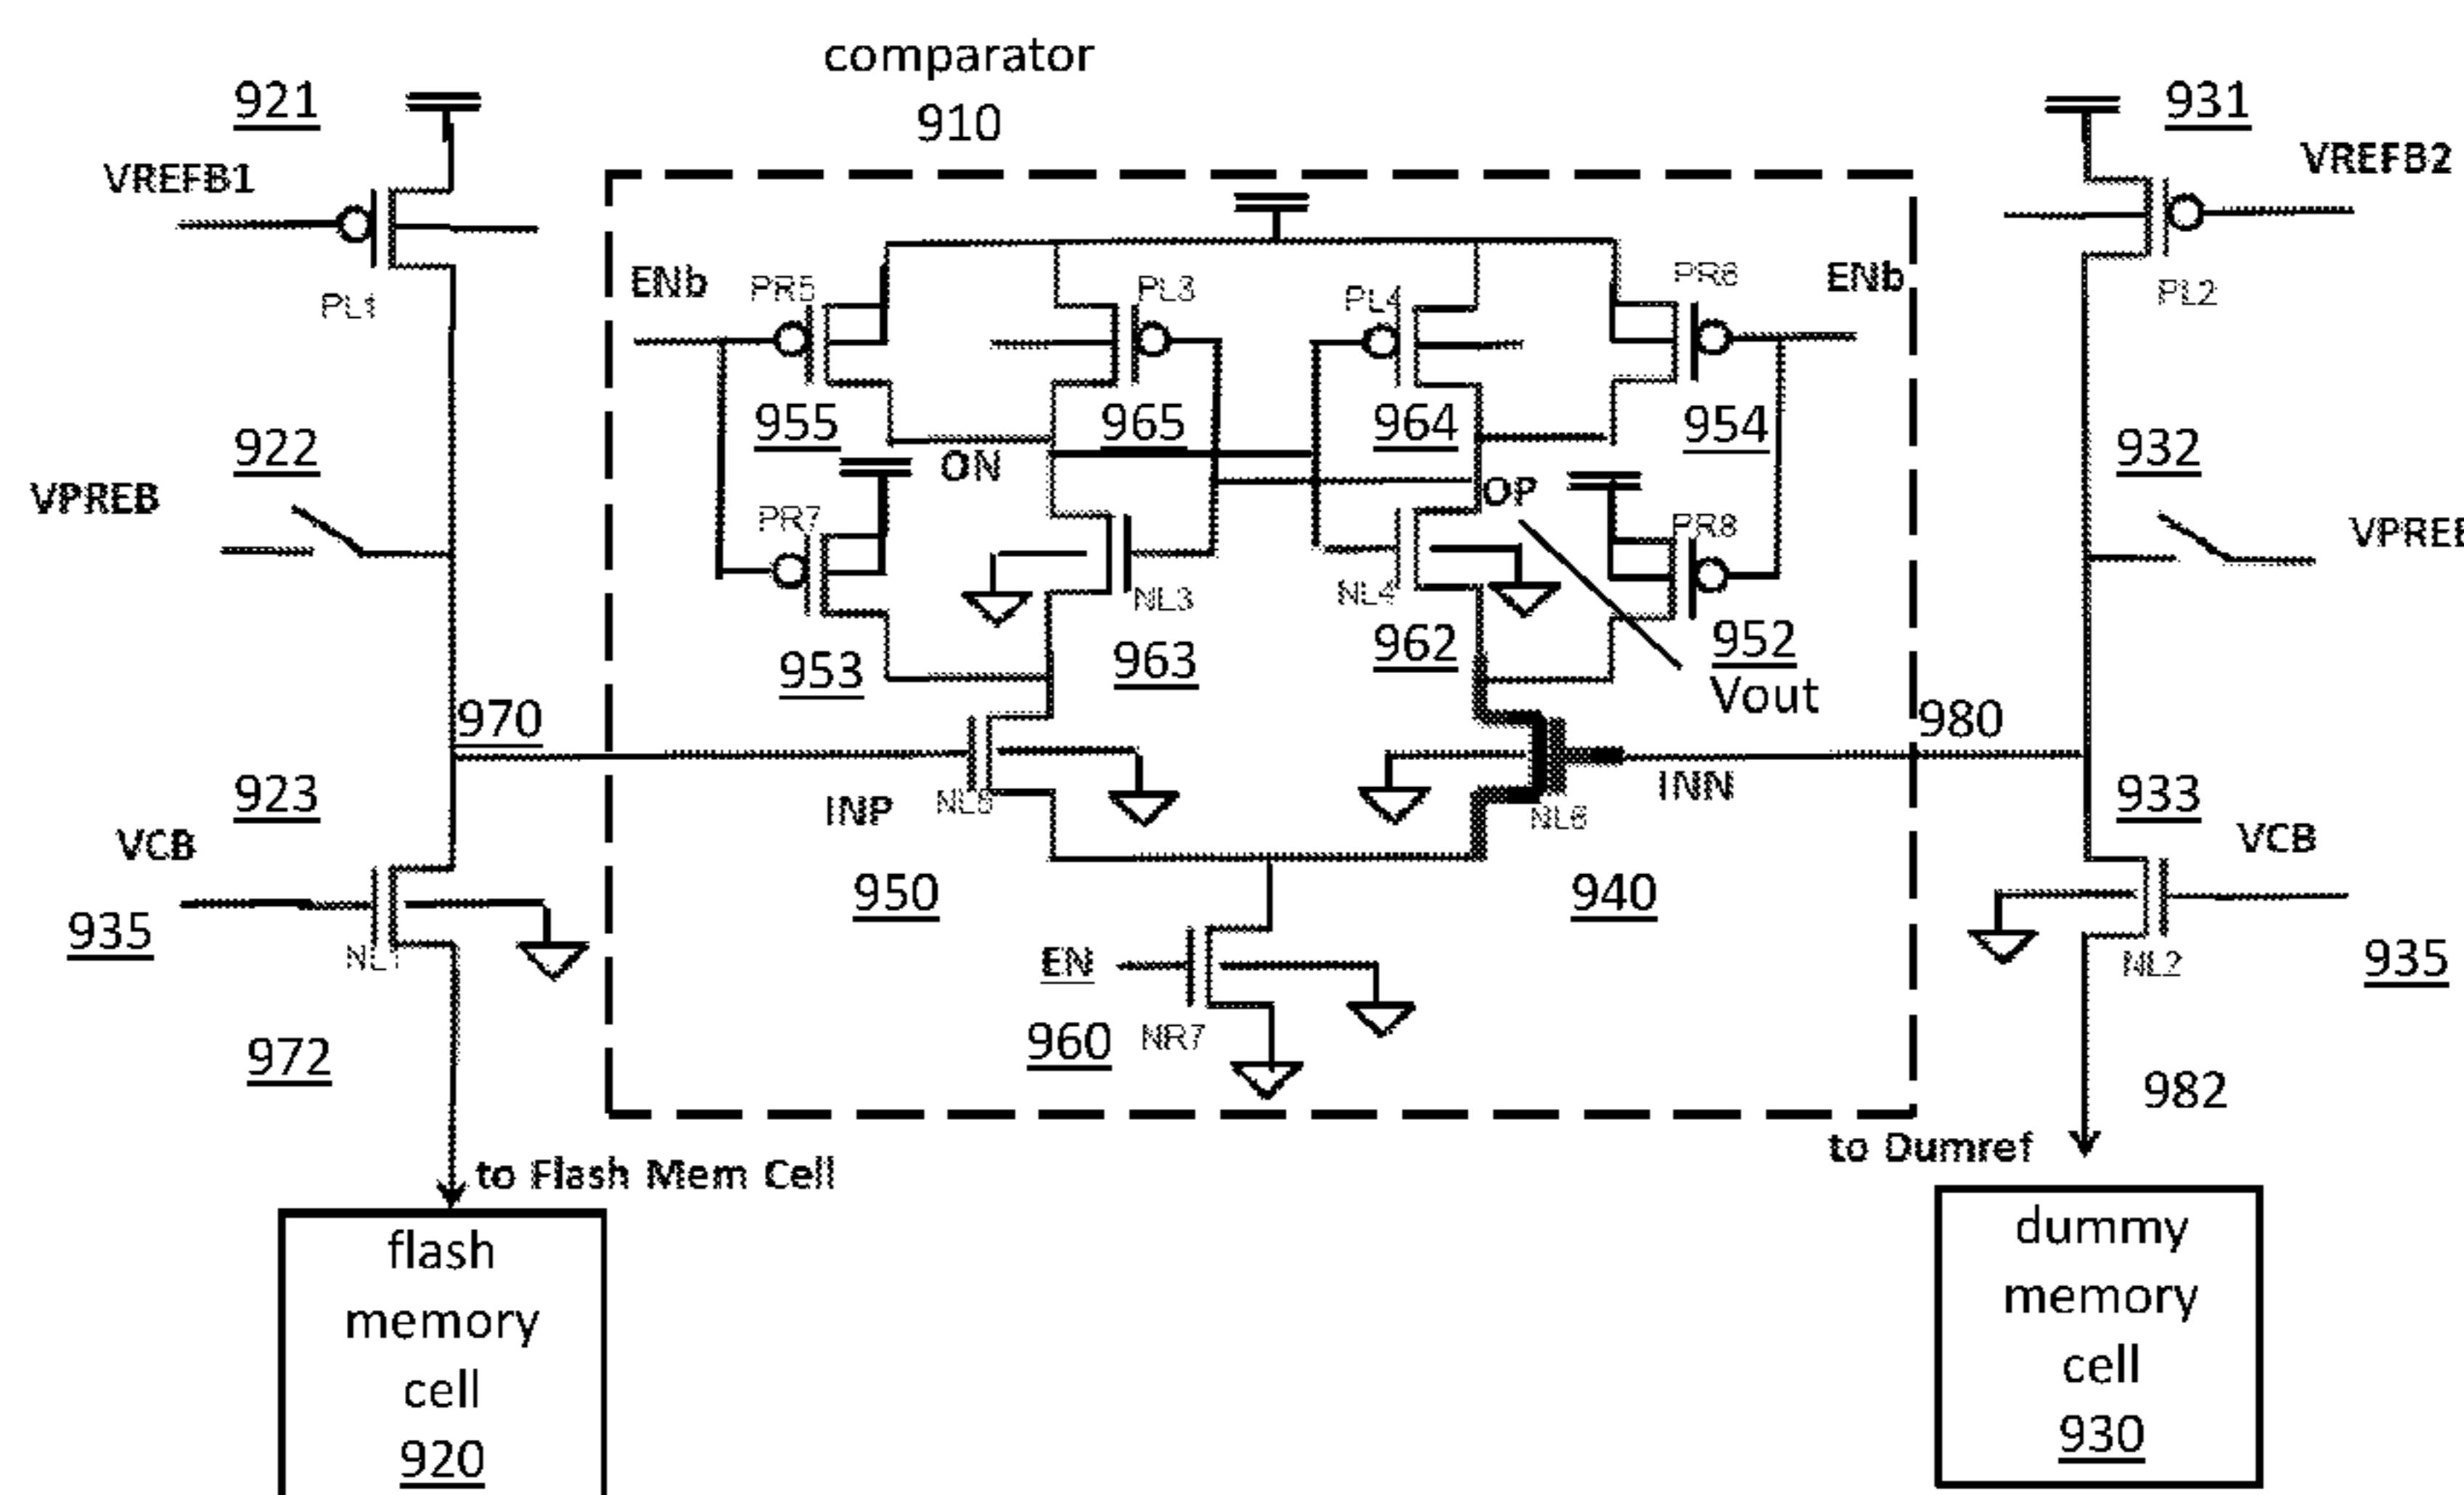 comparator
910
921
931
VREFB1
VREFB2
ENb
PR5
PL3
PL4
PR6
ENb
PL1
PL2
955
965
964
954
922
932
ON
VPREB
OP
PR7
PR8
NL3
NL4
953
963
962
952
Vout
970
980
923
INP
NL5
INN
NL6
933
VCB
VCB
935
950
940
NL1
EN
NL2
935
972
960
NR7
982
to Flash Mem Cell
to Dumref
flash
memory
cell
920
dummy
memory
cell
930